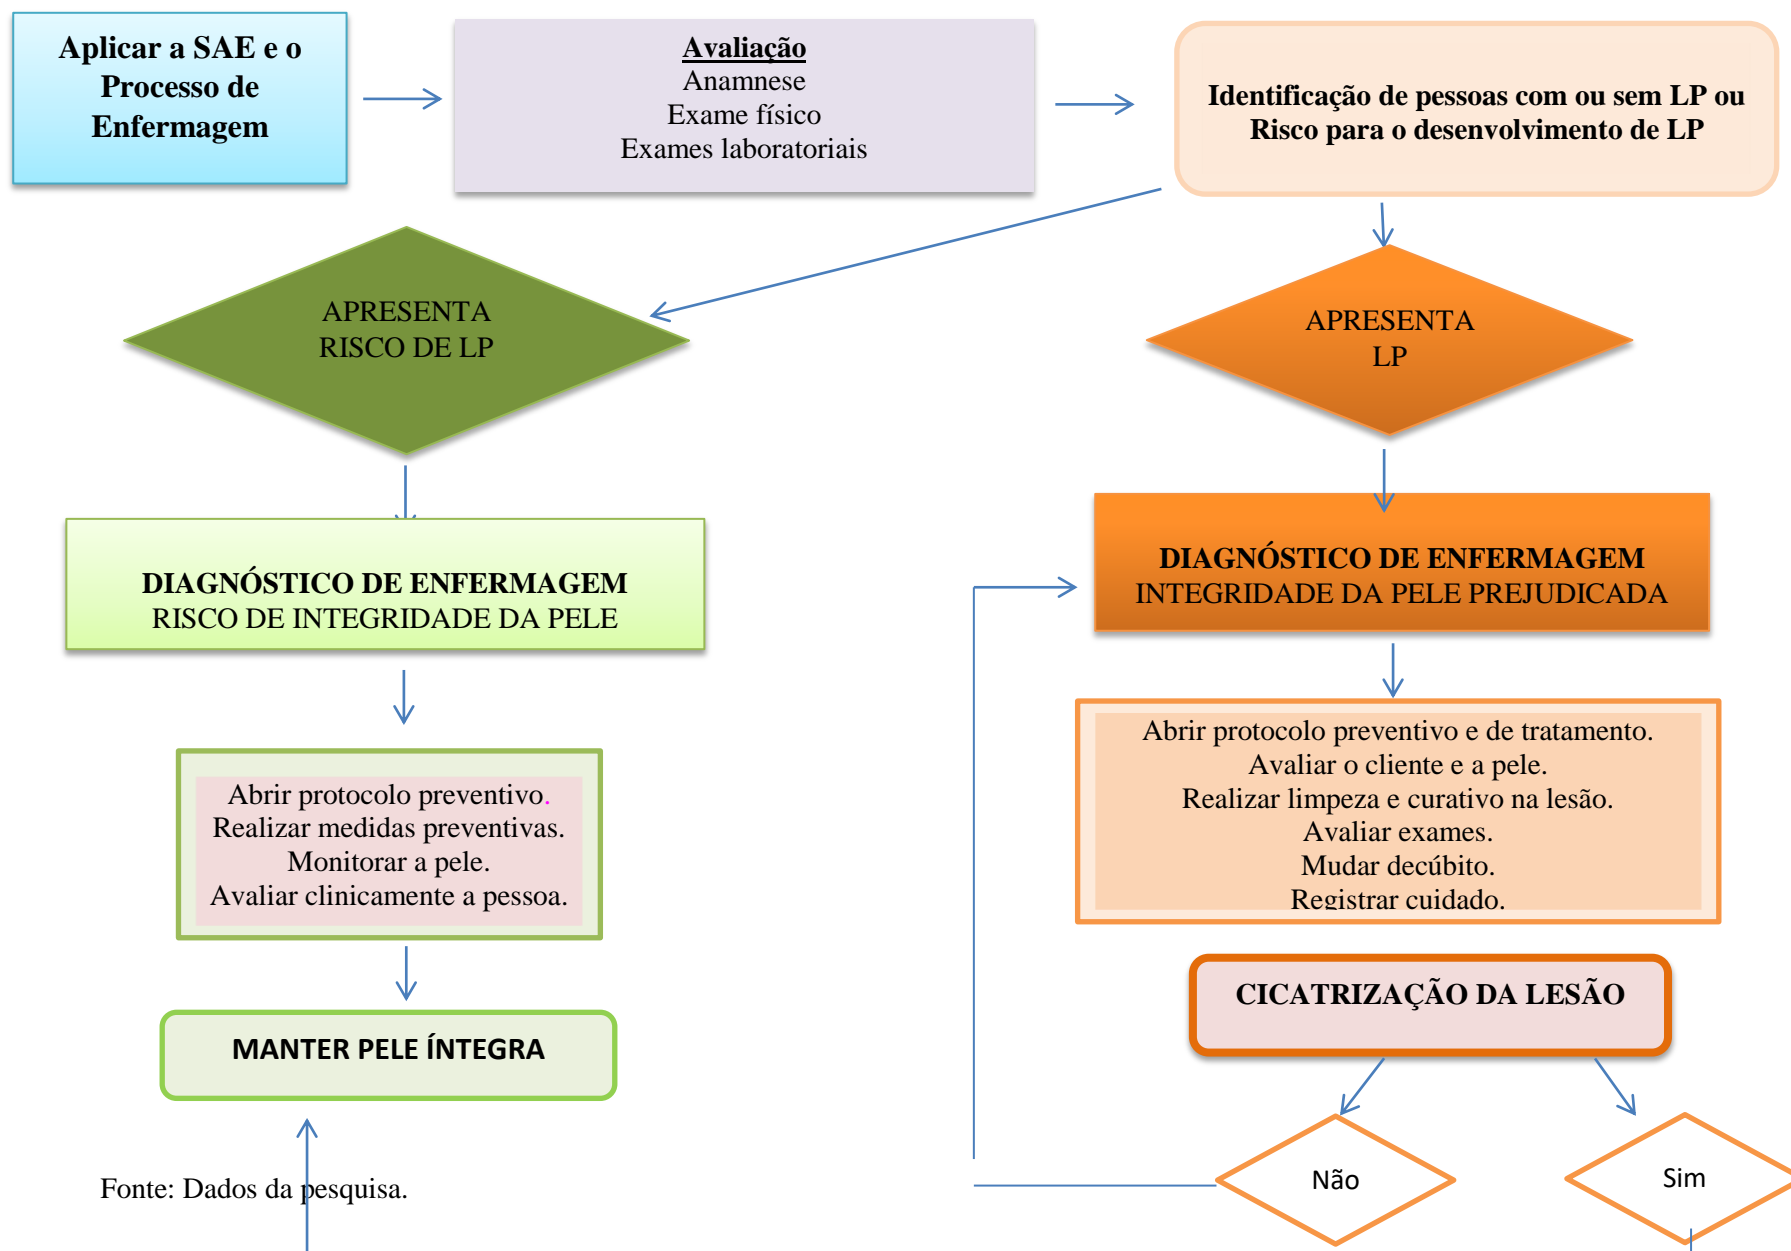 Aplicar a SAE e o
Processo de
Enfermagem
Avaliação
Anamnese
Exame físico
Exames laboratoriais
Identificação de pessoas com ou sem LP ou
Risco para o desenvolvimento de LP
APRESENTA
RISCO DE LP
APRESENTA
LP
DIAGNÓSTICO DE ENFERMAGEM
RISCO DE INTEGRIDADE DA PELE
DIAGNÓSTICO DE ENFERMAGEM
INTEGRIDADE DA PELE PREJUDICADA
Abrir protocolo preventivo.
Realizar medidas preventivas.
Monitorar a pele.
Avaliar clinicamente a pessoa.
Abrir protocolo preventivo e de tratamento.
Avaliar o cliente e a pele.
Realizar limpeza e curativo na lesão.
Avaliar exames.
Mudar decúbito.
Registrar cuidado.
MANTER PELE ÍNTEGRA
CICATRIZAÇÃO DA LESÃO
Não
Sim
Fonte: Dados da pesquisa.